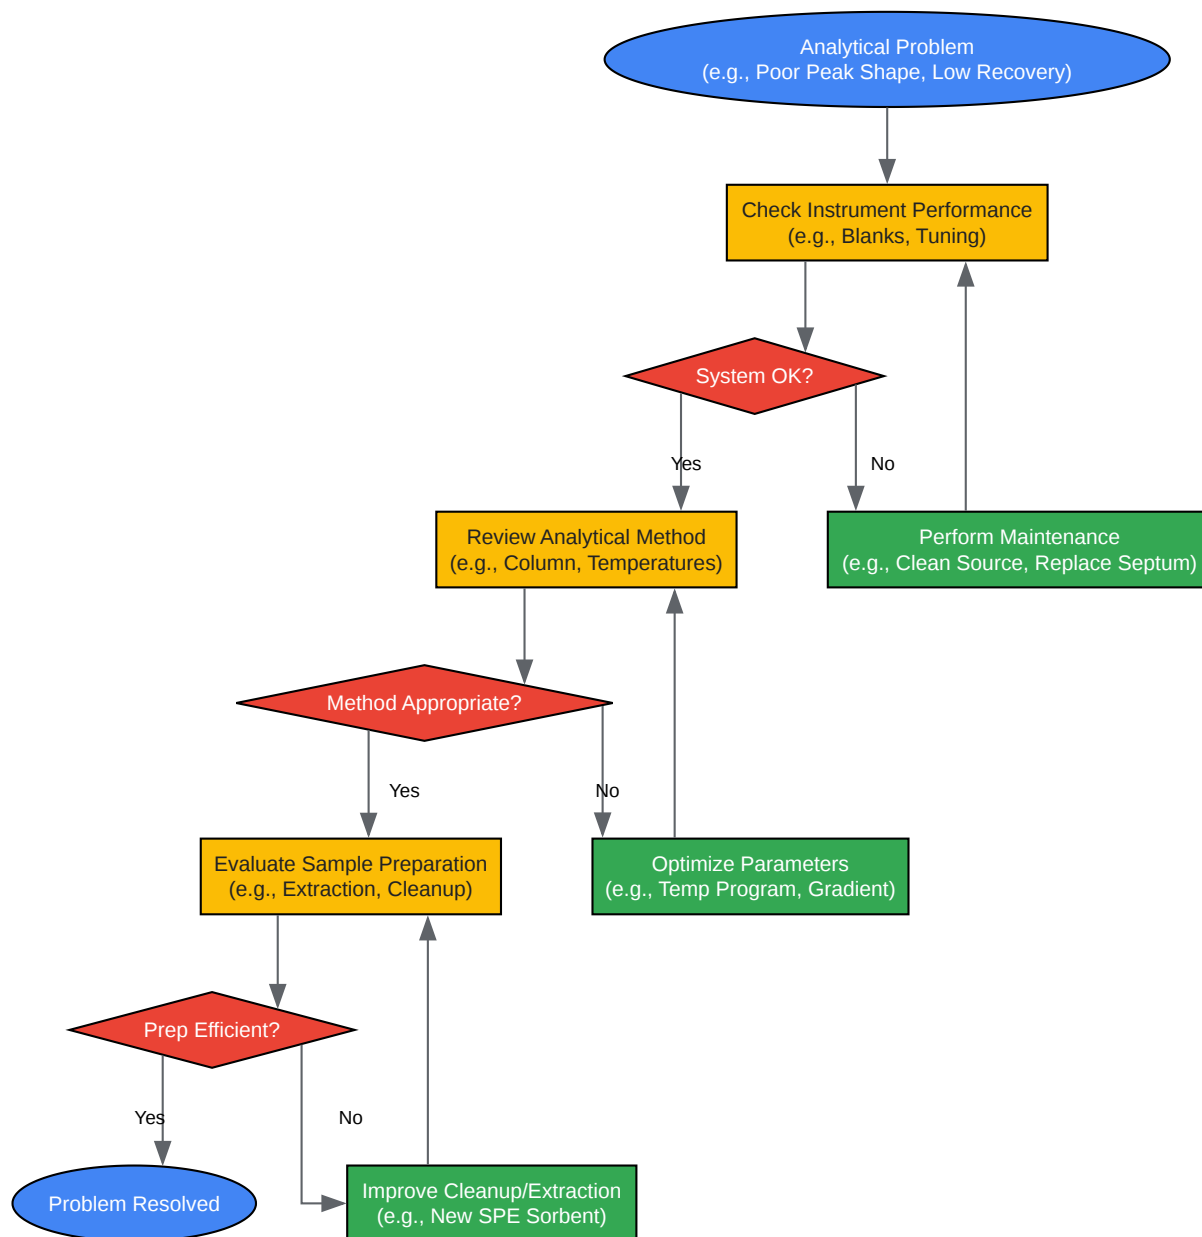 Analytical Problem
(e.g., Poor Peak Shape, Low Recovery)
Check Instrument Performance
(e.g., Blanks, Tuning)
System OK?
Yes
No
Review Analytical Method
(e.g., Column, Temperatures)
Perform Maintenance
(e.g., Clean Source, Replace Septum)
Method Appropriate?
Yes
No
Evaluate Sample Preparation
(e.g., Extraction, Cleanup)
Optimize Parameters
(e.g., Temp Program, Gradient)
Prep Efficient?
Yes
No
Problem Resolved
Improve Cleanup/Extraction
(e.g., New SPE Sorbent)